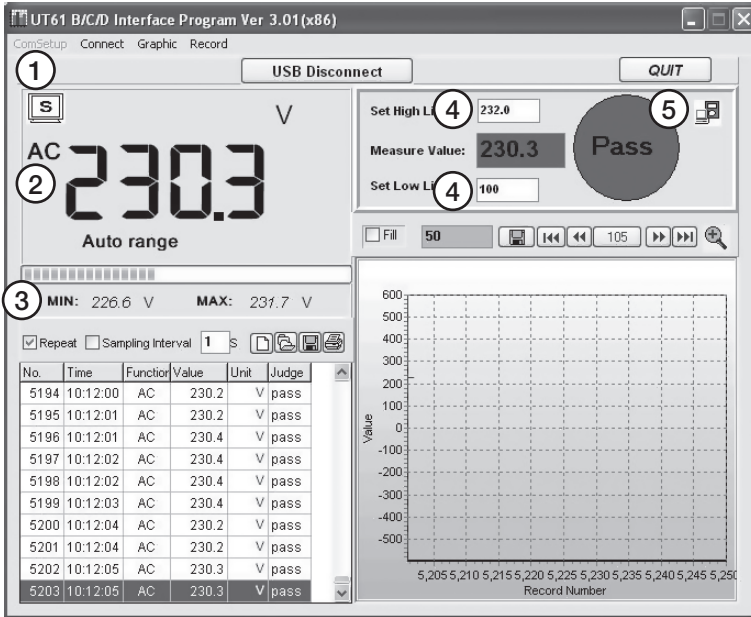 UT61 B/C/D Interface Program Ver 3.01(x86)
ComSetup Connect Graphic Record
1 USB Disconnect QUIT
S V
AC 230.3
2
Auto range
3 MIN: 226.6 V MAX: 231.7 V
Set High Li 4 232.0 5
Measure Value: 230.3 Pass
Set Low Li 4 100
Fill 50 105
Repeat Sampling Interval 1 S
No. Time Function Value Unit Judge
5194 10:12:00 AC 230.2 V pass
5195 10:12:01 AC 230.2 V pass
5196 10:12:01 AC 230.4 V pass
5197 10:12:02 AC 230.4 V pass
5198 10:12:02 AC 230.4 V pass
5199 10:12:03 AC 230.4 V pass
5200 10:12:04 AC 230.2 V pass
5201 10:12:04 AC 230.2 V pass
5202 10:12:05 AC 230.3 V pass
5203 10:12:05 AC 230.3 V pass
600
500
400
300
200
100
0
-100
-200
-300
-400
-500
Value
5,205 5,210 5,215 5,220 5,225 5,230 5,235 5,240 5,245 5,250
Record Number